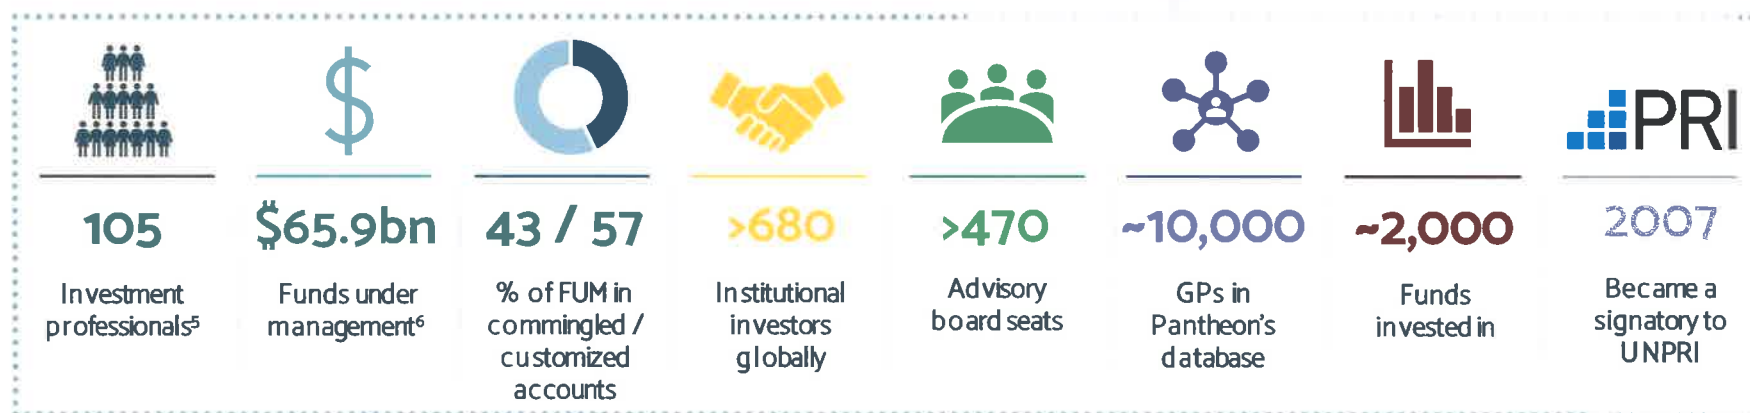 PRI
105
Investment
professionals⁵
$65.9bn
Funds under
management⁶
43 / 57
% of FUM in
commingled /
customized
accounts
>680
Institutional
investors
globally
>470
Advisory
board seats
~10,000
GPs in
Pantheon's
database
~2,000
Funds
invested in
2007
Became a
signatory to
UNPRI